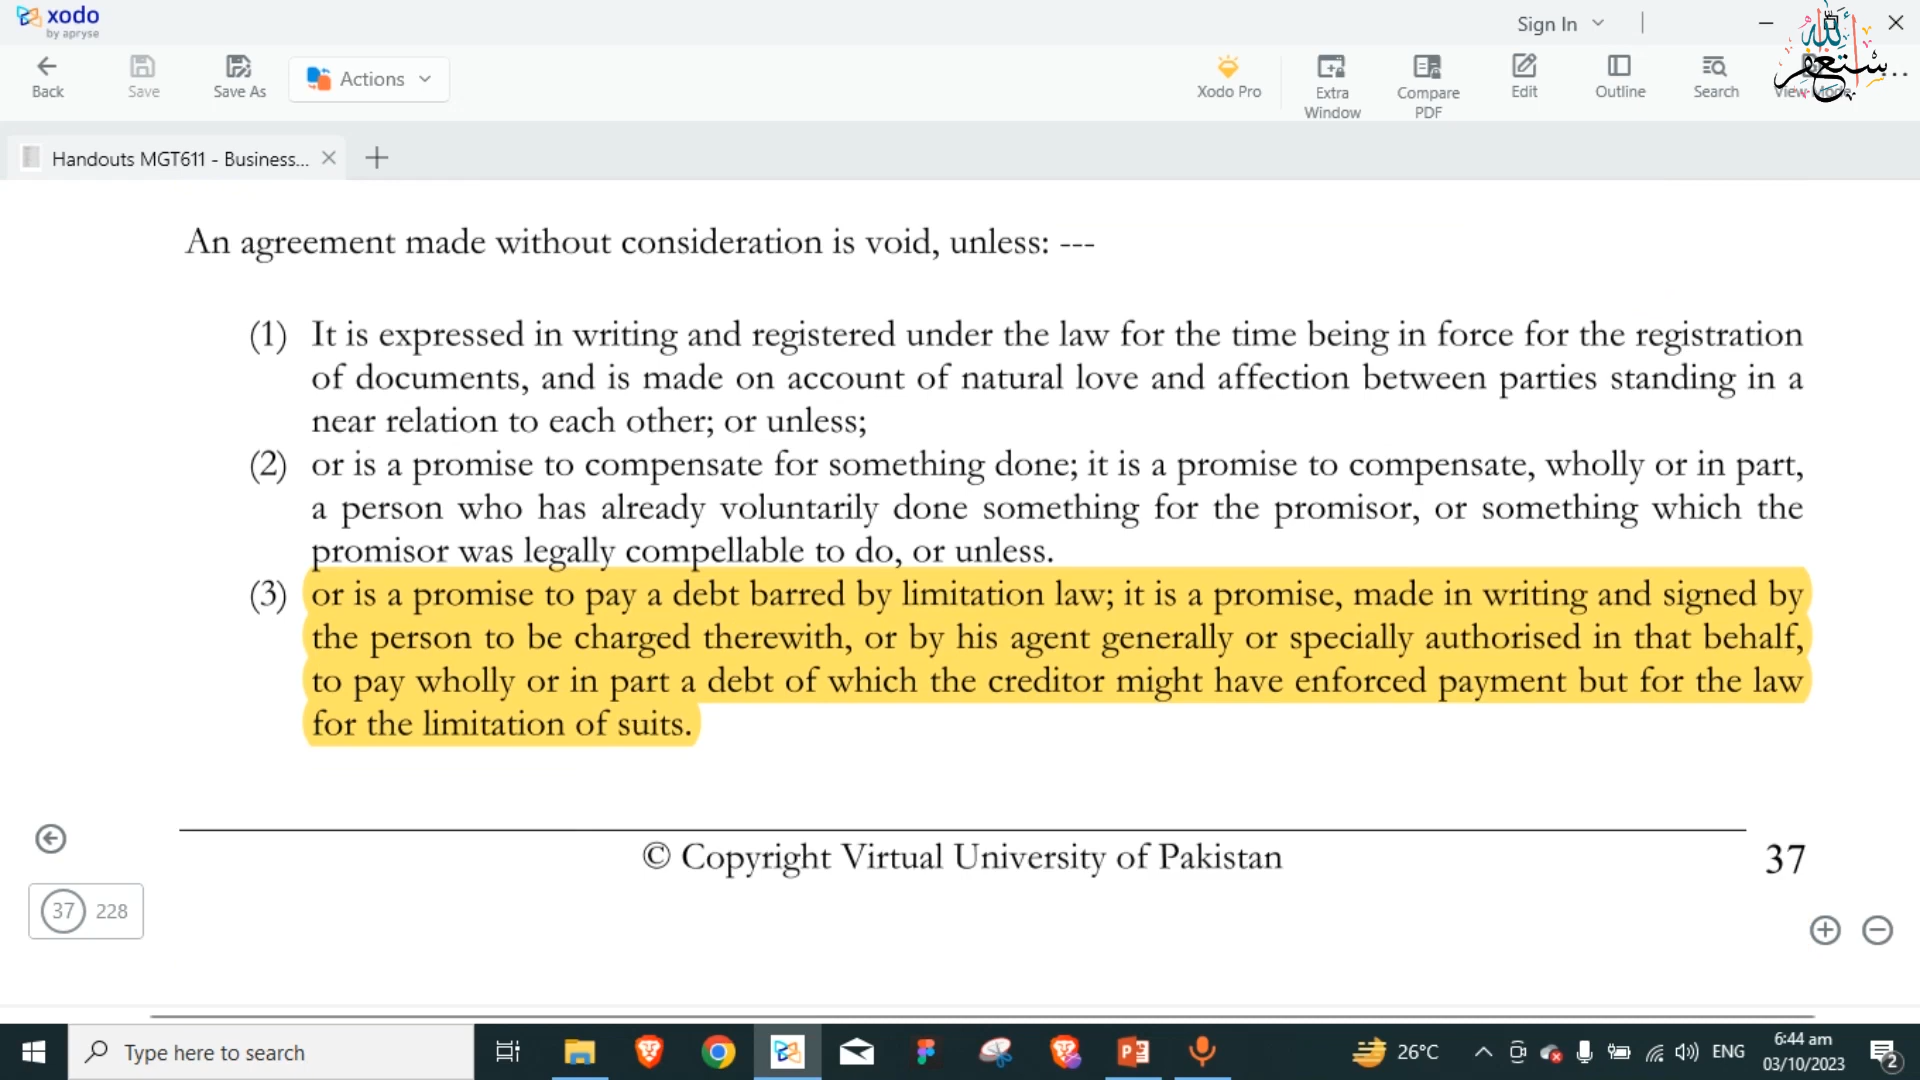 xodo
by apryse
Sign In
Back
Save
Save As
Actions
Xodo Pro
Extra
Window
Compare
PDF
Edit
Outline
Search
View Mode
أستغفر الله
Handouts MGT611 - Business...
An agreement made without consideration is void, unless: ---
(1) It is expressed in writing and registered under the law for the time being in force for the registration
of documents, and is made on account of natural love and affection between parties standing in a
near relation to each other; or unless;
(2) or is a promise to compensate for something done; it is a promise to compensate, wholly or in part,
a person who has already voluntarily done something for the promisor, or something which the
promisor was legally compellable to do, or unless.
(3) or is a promise to pay a debt barred by limitation law; it is a promise, made in writing and signed by
the person to be charged therewith, or by his agent generally or specially authorised in that behalf,
to pay wholly or in part a debt of which the creditor might have enforced payment but for the law
for the limitation of suits.
© Copyright Virtual University of Pakistan 37
37 228
Type here to search
26°C
ENG
6:44 am
03/10/2023
2